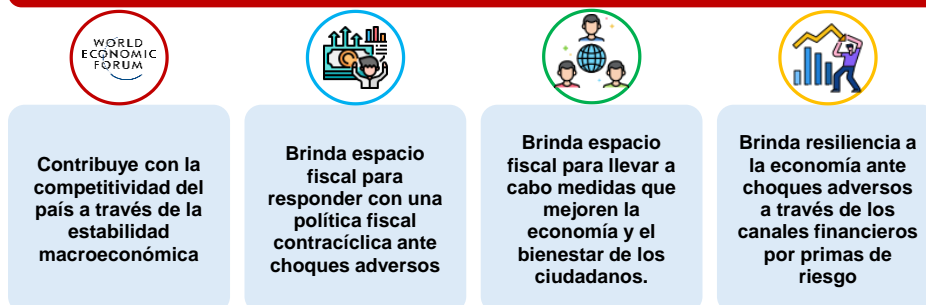 WORLD
ECONOMIC
FORUM
Contribuye con la
competitividad del
país a través de la
estabilidad
macroeconómica
Brinda espacio
fiscal para
responder con una
política fiscal
contracíclica ante
choques adversos
Brinda espacio
fiscal para llevar a
cabo medidas que
mejoren la
economía y el
bienestar de los
ciudadanos.
Brinda resiliencia a
la economía ante
choques adversos
a través de los
canales financieros
por primas de
riesgo